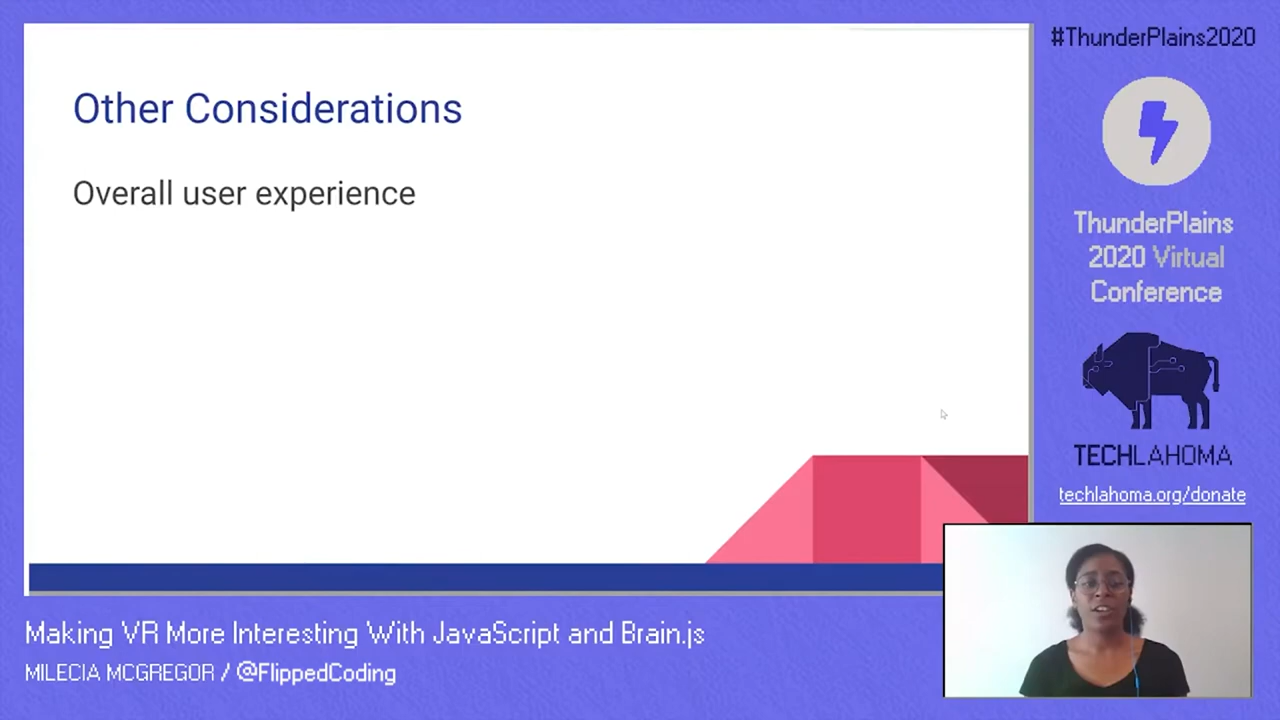 Other Considerations
Overall user experience
#ThunderPlains2020
ThunderPlains
2020 Virtual
Conference
TECHLAHOMA
techlahoma.org/donate
Making VR More Interesting With JavaScript and Brain.js
MILECIA MCGREGOR / @FlippedCoding